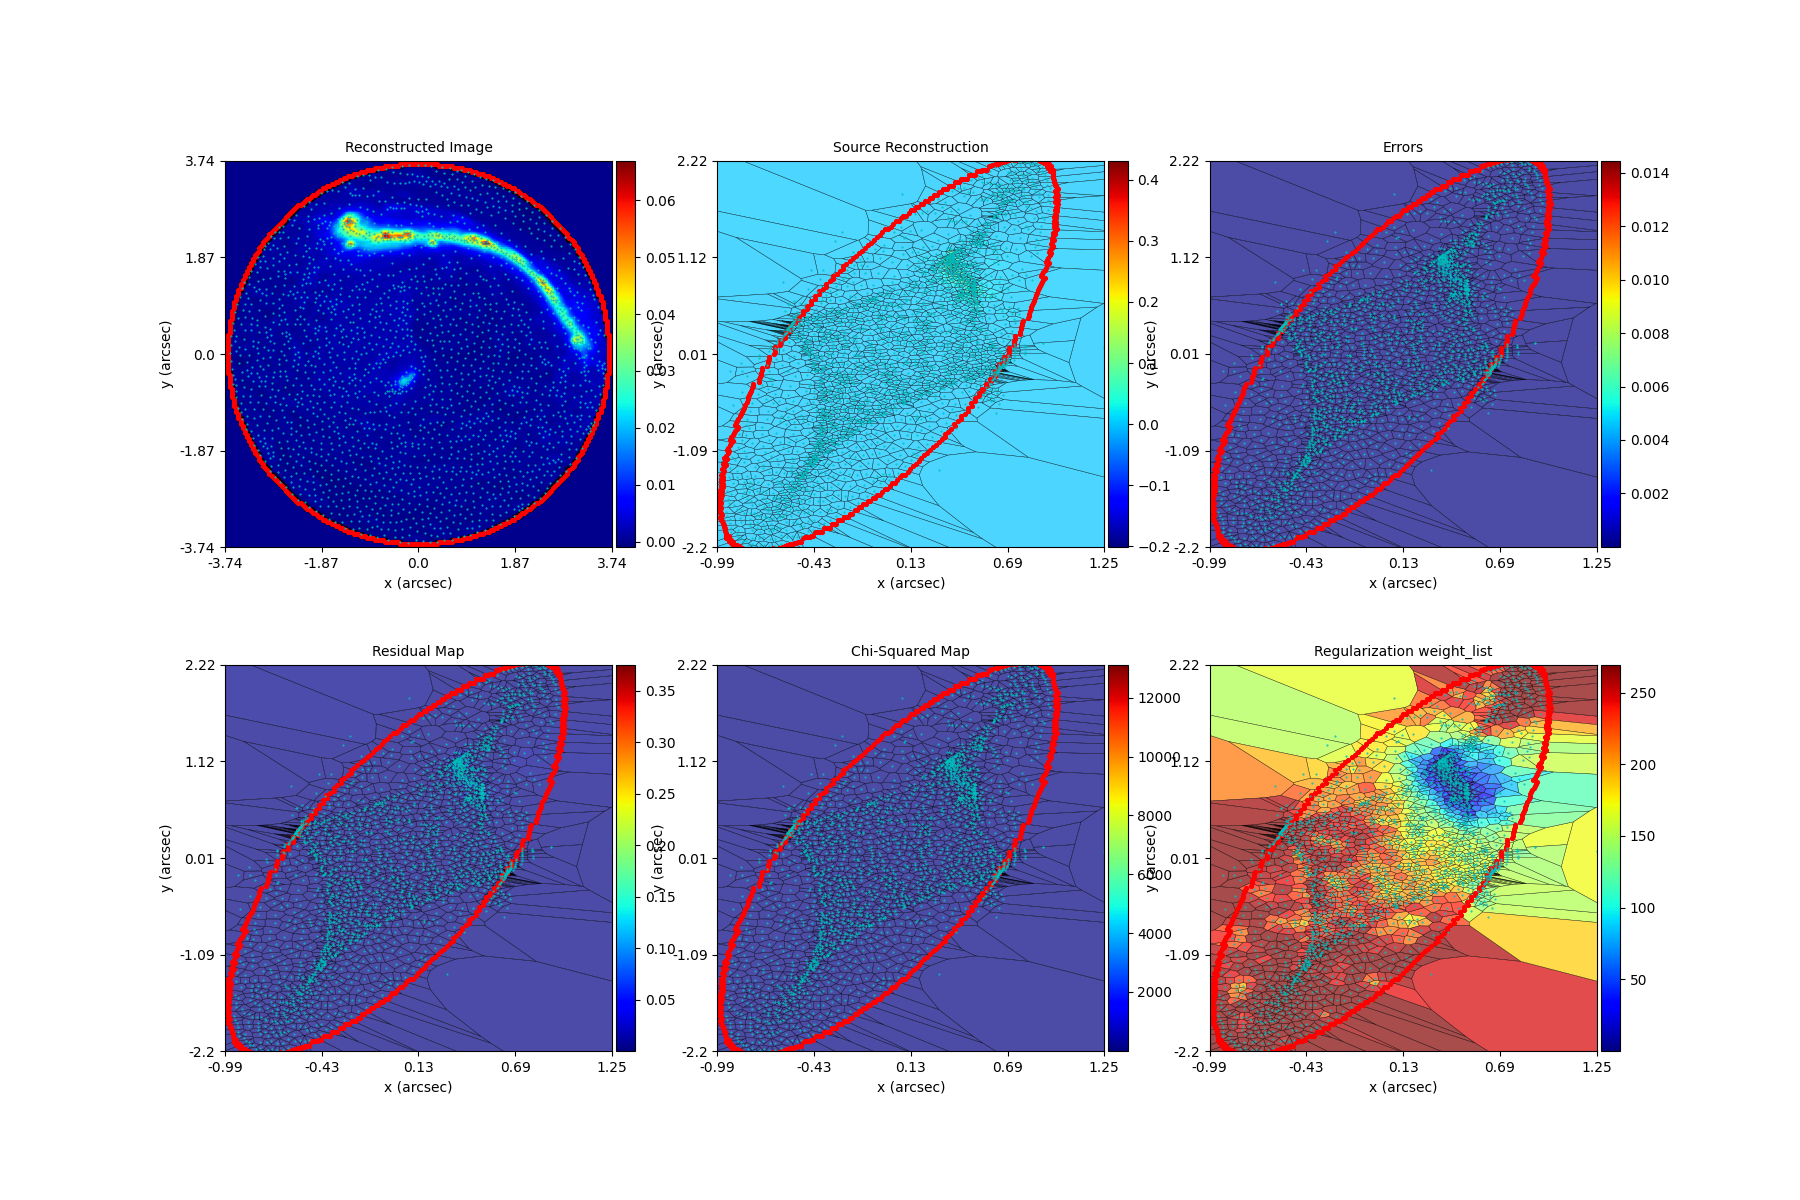 Reconstructed Image
3.74
1.87
0.0
-1.87
-3.74
y (arcsec)
-3.74 -1.87 0.0 1.87 3.74
x (arcsec)
0.06
0.05
0.04
0.03
0.02
0.01
0.00
Source Reconstruction
2.22
1.12
0.01
-1.09
-2.2
y (arcsec)
-0.99 -0.43 0.13 0.69 1.25
x (arcsec)
0.4
0.3
0.2
0.0
−0.1
−0.2
Errors
2.22
1.12
0.01
-1.09
-2.2
y (arcsec)
-0.99 -0.43 0.13 0.69 1.25
x (arcsec)
0.014
0.012
0.010
0.008
0.006
0.004
0.002
Residual Map
2.22
1.12
0.01
-1.09
-2.2
y (arcsec)
-0.99 -0.43 0.13 0.69 1.25
x (arcsec)
0.35
0.30
0.25
0.20
0.15
0.10
0.05
Chi-Squared Map
2.22
1.12
0.01
-1.09
-2.2
y (arcsec)
-0.99 -0.43 0.13 0.69 1.25
x (arcsec)
12000
10000
8000
6000
4000
2000
Regularization weight_list
2.22
1.12
0.01
-1.09
-2.2
y (arcsec)
-0.99 -0.43 0.13 0.69 1.25
x (arcsec)
250
200
150
100
50